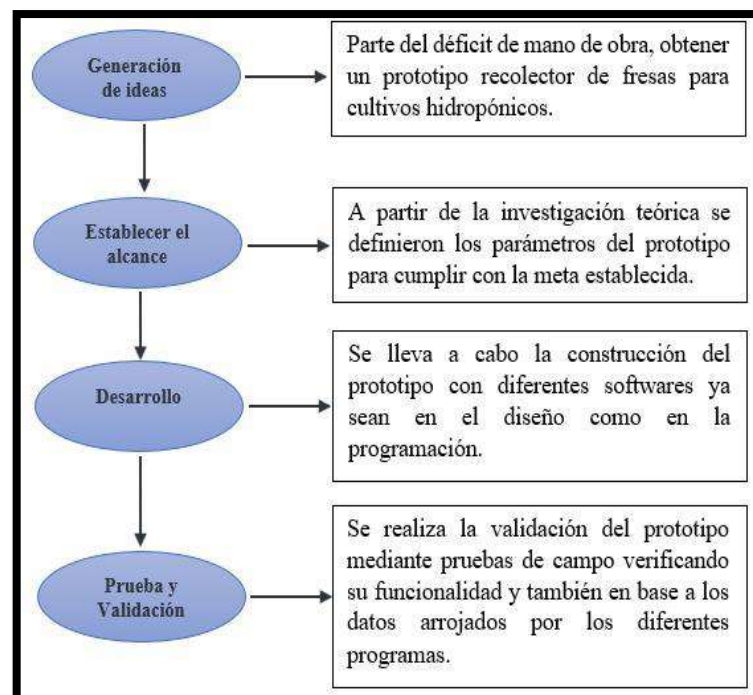 Generación
de ideas
Parte del déficit de mano de obra, obtener
un prototipo recolector de fresas para
cultivos hidropónicos.
Establecer el
alcance
A partir de la investigación teórica se
definieron los parámetros del prototipo
para cumplir con la meta establecida.
Desarrollo
Se lleva a cabo la construcción del
prototipo con diferentes softwares ya
sean en el diseño como en la
programación.
Prueba y
Validación
Se realiza la validación del prototipo
mediante pruebas de campo verificando
su funcionalidad y también en base a los
datos arrojados por los diferentes
programas.